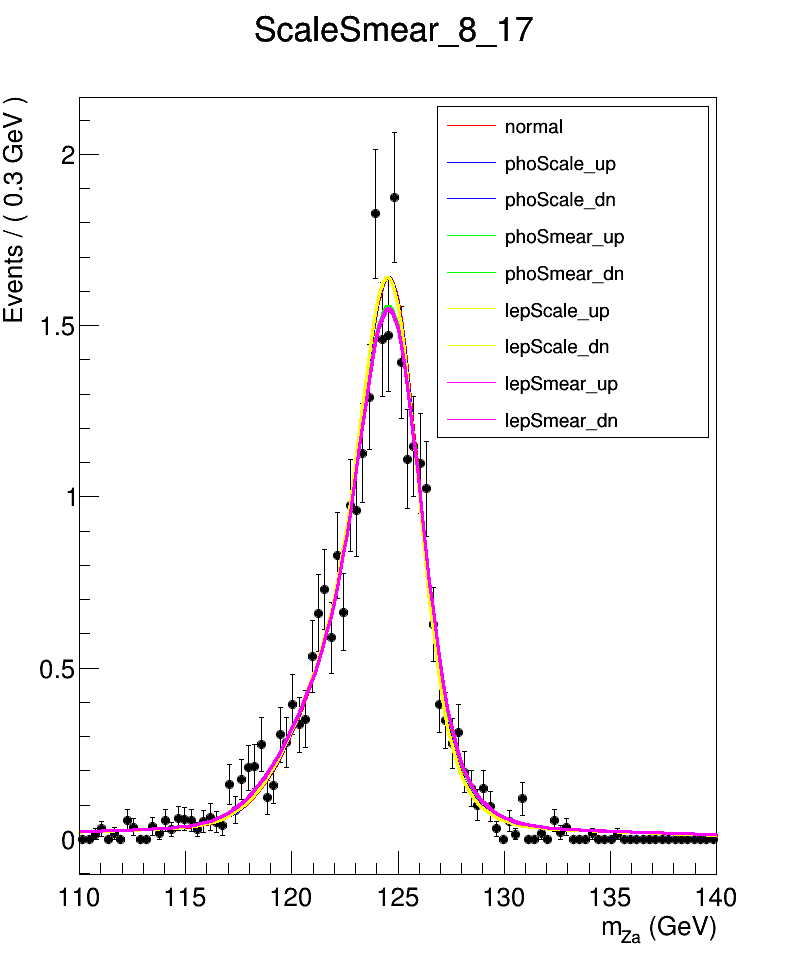 ScaleSmear_8_17
Events / ( 0.3 GeV )
2
1.5
1
0.5
0
normal
phoScale_up
phoScale_dn
phoSmear_up
phoSmear_dn
lepScale_up
lepScale_dn
lepSmear_up
lepSmear_dn
110 115 120 125 130 135 140
mZa (GeV)